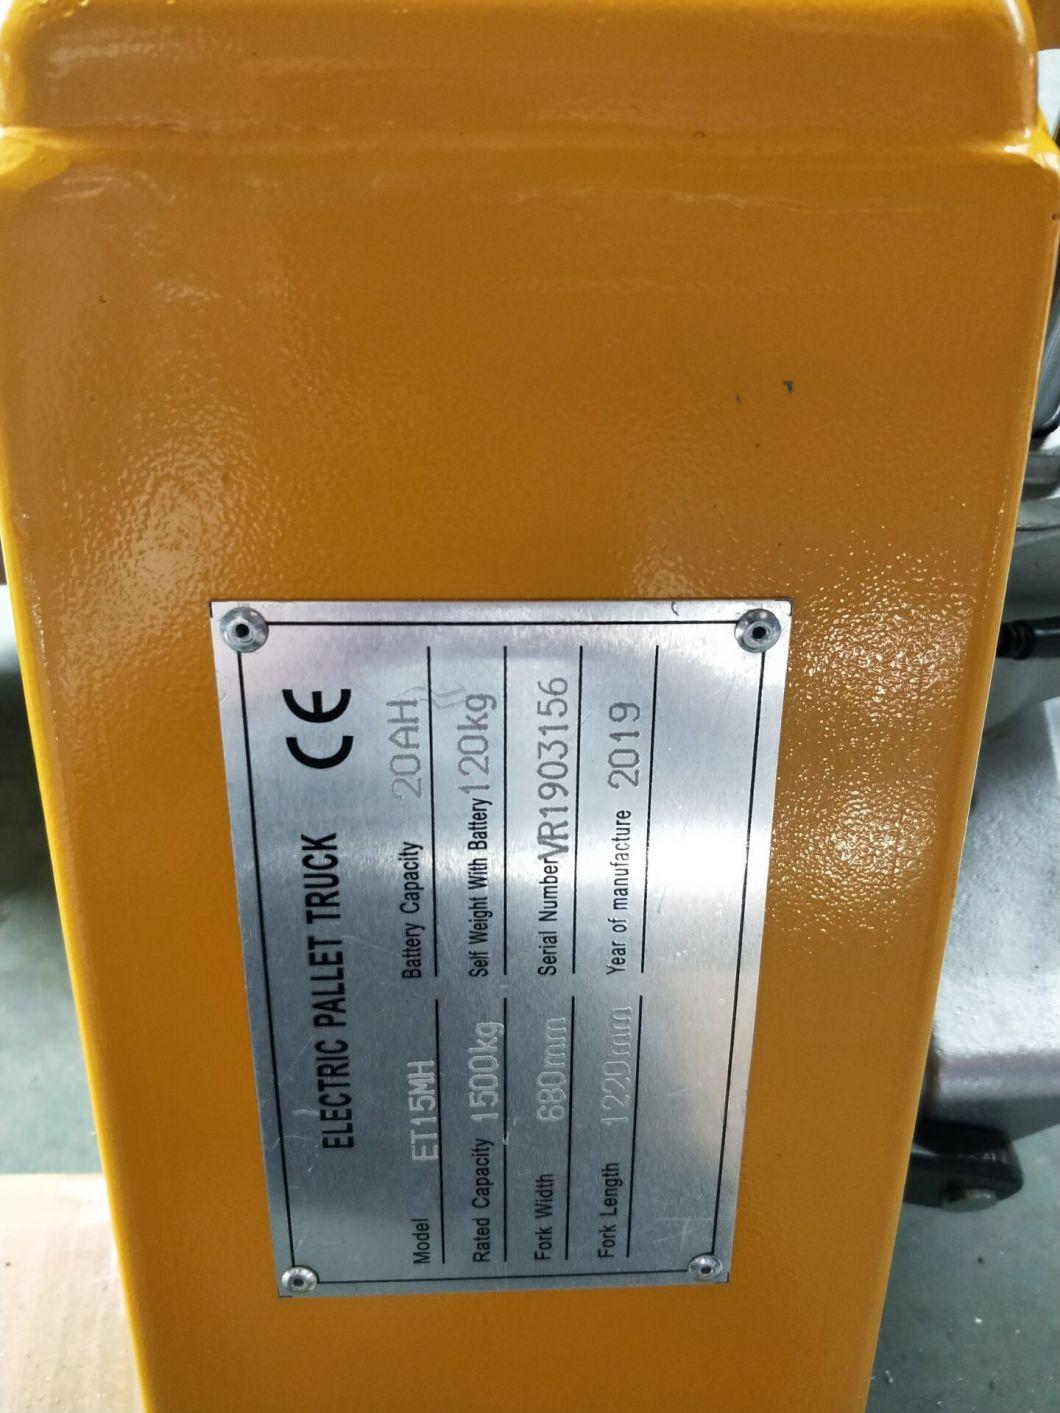 ELECTRIC PALLET TRUCK CE
Model ET15MH Battery Capacity 20AH
Rated Capacity 1500kg Self Weight With Battery 120kg
Fork Width 680mm Serial Number VR1903156
Fork Length 1220mm Year of manufacture 2019